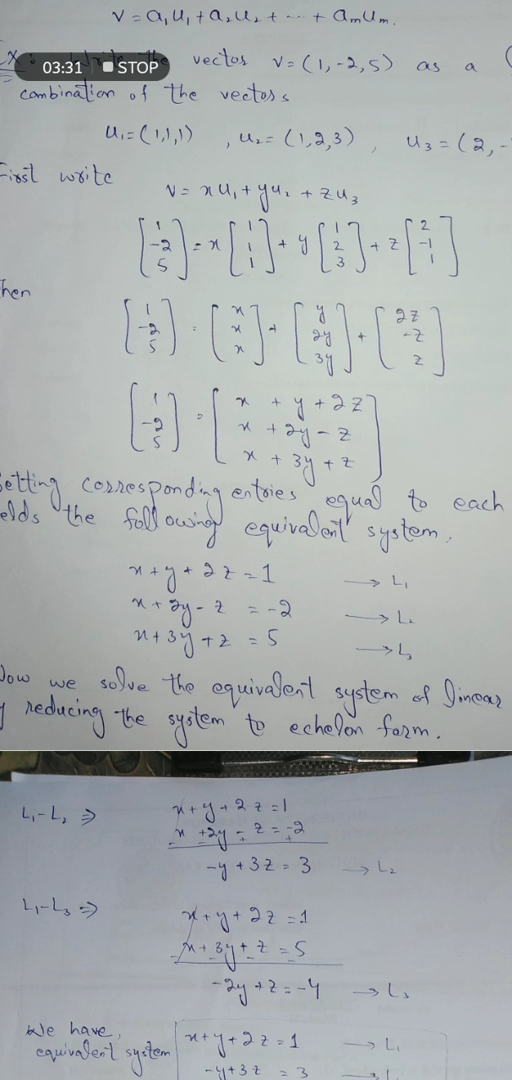 v = a₁u₁ + a₂u₂ + ... + aₘuₘ.
the vector v = (1, -2, 5) as a
03:31 STOP
combination of the vectors
u₁ = (1,1,1) , u₂ = (1,2,3) , u₃ = (2, -
First write
v = xu₁ + yu₂ + zu₃
[1 -2 5] = x [1 1 1] + y [1 2 3] + z [2 -1 1]
hen
[1 -2 5] = [x x x] + [y 2y 3y] + [2z -z z]
[1 -2 5] = [x + y + 2z x + 2y - z x + 3y + z]
etting corresponding entries equal to each
elds the following equivalent system.
x + y + 2z = 1 → L₁
x + 2y - z = -2 → L₂
x + 3y + z = 5 → L₃
Now we solve the equivalent system of linear
y reducing the system to echelon form.
L₁ - L₂ ⇒ x + y + 2z = 1
x + 2y - z = -2
- - + +
-y + 3z = 3 → L₂
L₁ - L₃ ⇒ x + y + 2z = 1
x + 3y + z = 5
- - - -
-2y + z = -4 → L₃
We have, x + y + 2z = 1 → L₁
equivalent system -y + 3z = 3